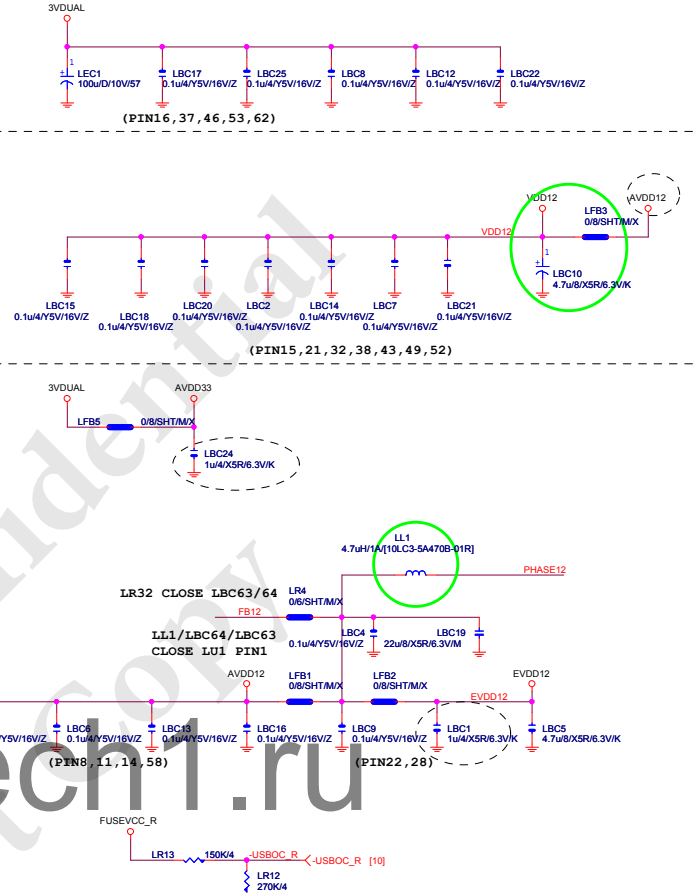 3VDUAL
1
LEC1
100u/D/10V/57
LBC17
0.1u/4/Y5V/16V/Z
LBC25
0.1u/4/Y5V/16V/Z
LBC8
0.1u/4/Y5V/16V/Z
LBC12
0.1u/4/Y5V/16V/Z
LBC22
0.1u/4/Y5V/16V/Z
(PIN16,37,46,53,62)
VDD12
AVDD12
LFB3
0/8/SHT/M/X
VDD12
1
LBC10
4.7u/8/X5R/6.3V/K
LBC15
0.1u/4/Y5V/16V/Z
LBC18
0.1u/4/Y5V/16V/Z
LBC20
0.1u/4/Y5V/16V/Z
LBC2
0.1u/4/Y5V/16V/Z
LBC14
0.1u/4/Y5V/16V/Z
LBC7
0.1u/4/Y5V/16V/Z
LBC21
0.1u/4/Y5V/16V/Z
(PIN15,21,32,38,43,49,52)
3VDUAL
AVDD33
LFB5
0/8/SHT/M/X
LBC24
1u/4/X5R/6.3V/K
LL1
4.7uH/1A/[10LC3-5A470B-01R]
PHASE12
LR32 CLOSE LBC63/64
LR4
0/6/SHT/M/X
FB12
LL1/LBC64/LBC63
CLOSE LU1 PIN1
LBC4
0.1u/4/Y5V/16V/Z
LBC19
22u/8/X5R/6.3V/M
AVDD12
LFB1
0/8/SHT/M/X
LFB2
0/8/SHT/M/X
EVDD12
EVDD12
Y5V/16V/Z
LBC6
0.1u/4/Y5V/16V/Z
LBC13
0.1u/4/Y5V/16V/Z
LBC16
0.1u/4/Y5V/16V/Z
LBC9
0.1u/4/Y5V/16V/Z
LBC1
1u/4/X5R/6.3V/K
LBC5
4.7u/8/X5R/6.3V/K
(PIN8,11,14,58)
(PIN22,28)
ech1.ru
FUSEVCC_R
LR13
150K/4
-USBOC_R
-USBOC_R [10]
LR12
270K/4
fidential
t Copy